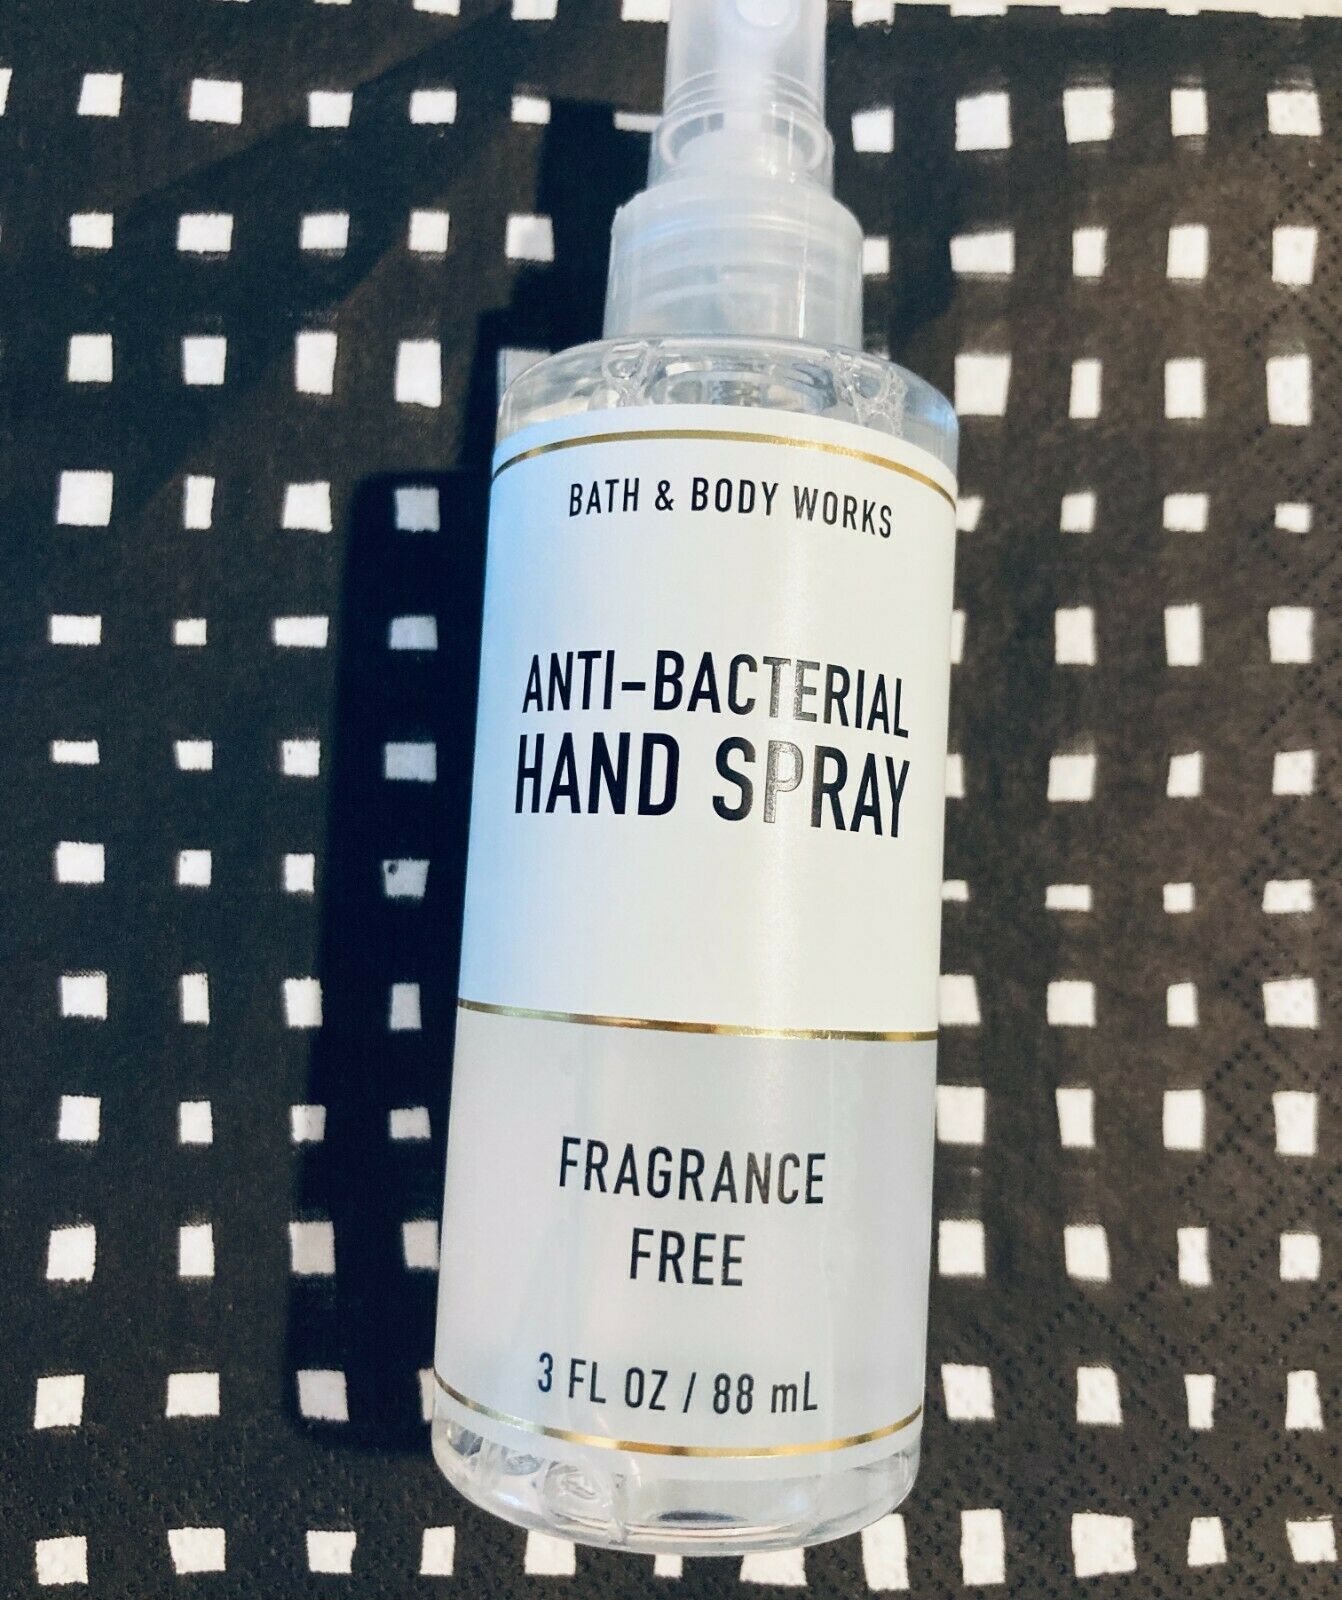 BATH & BODY WORKS
ANTI-BACTERIAL
HAND SPRAY
FRAGRANCE
FREE
3 FL OZ / 88 mL